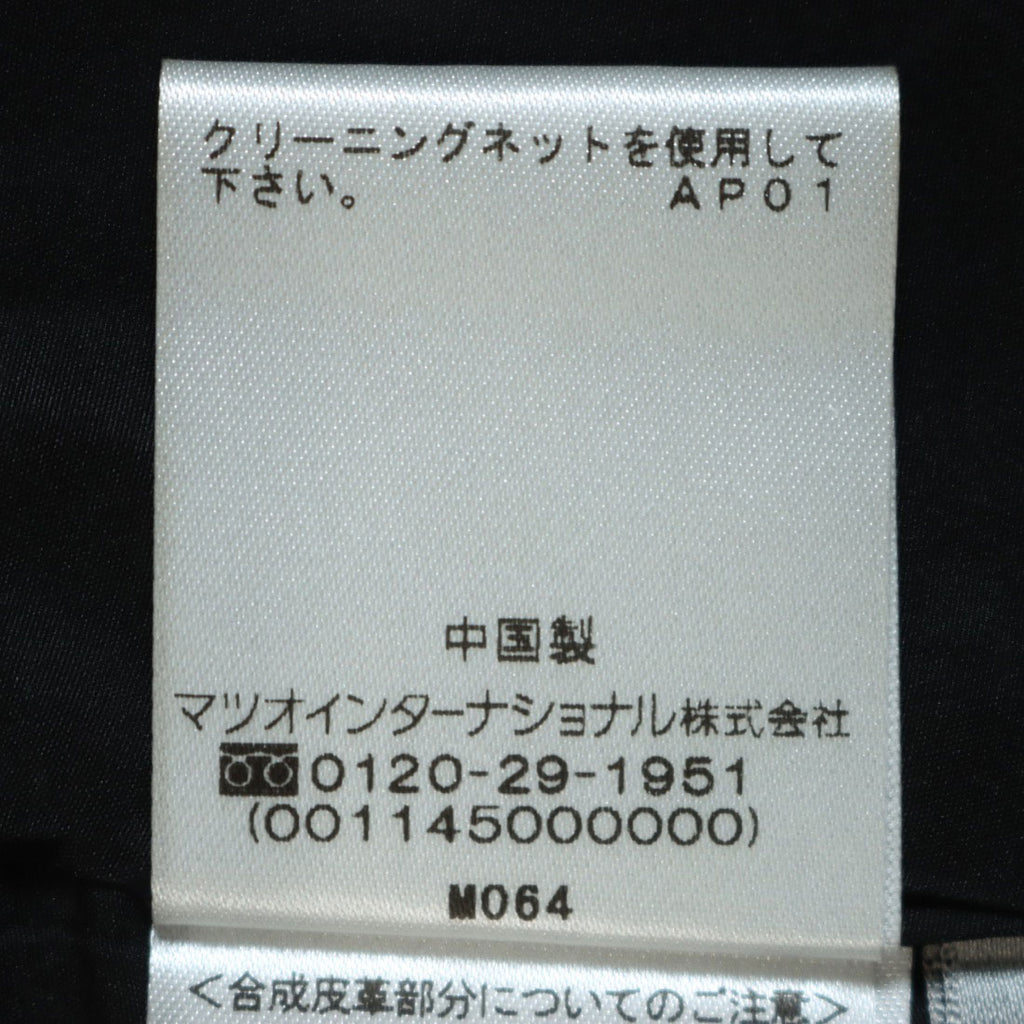 クリーニングネットを使用して
下さい。 AP01
中国製
マツオインターナショナル株式会社
0120-29-1951
(001145000000)
M064
<合成皮革部分についてのご注意>